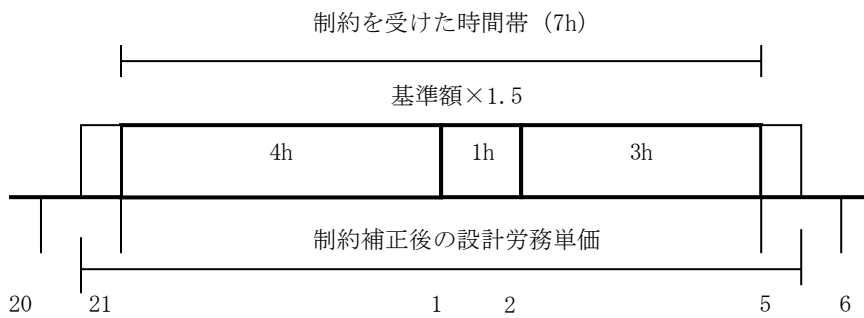 制約を受けた時間帯（7h）
基準額×1.5
4h 1h 3h
制約補正後の設計労務単価
20 21 1 2 5 6